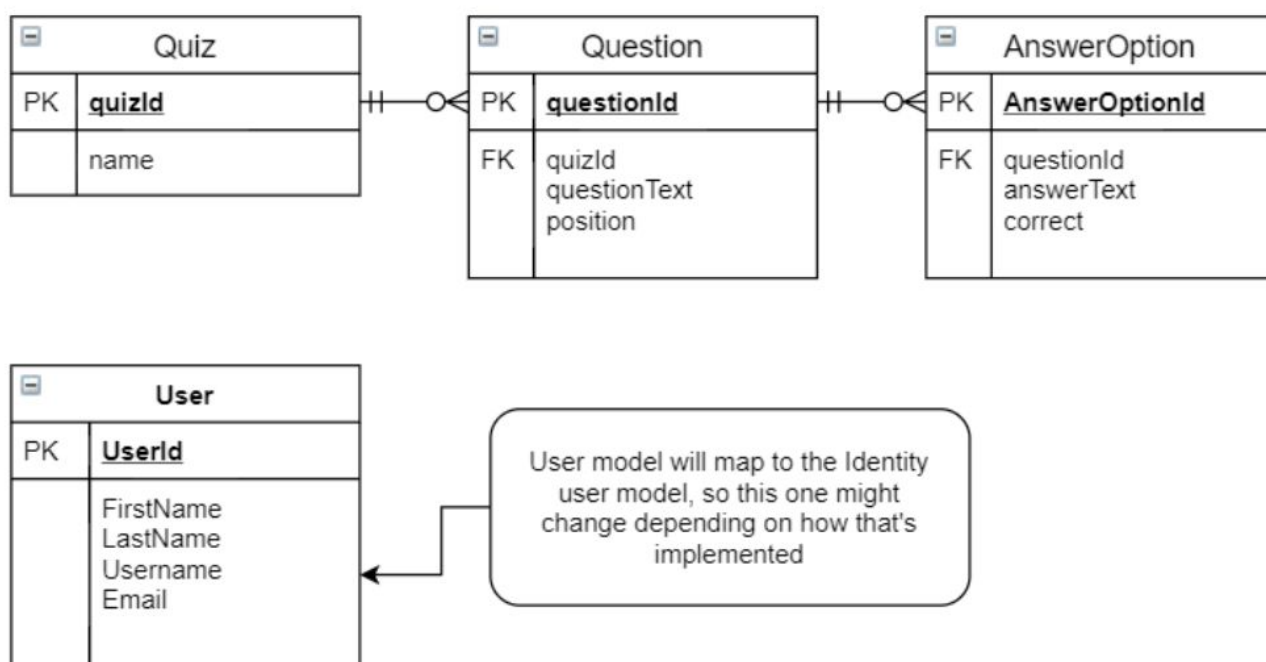 Quiz
PK quizId
name
Question
PK questionId
FK quizId
questionText
position
AnswerOption
PK AnswerOptionId
FK questionId
answerText
correct
User
PK UserId
FirstName
LastName
Username
Email
User model will map to the Identity
user model, so this one might
change depending on how that's
implemented